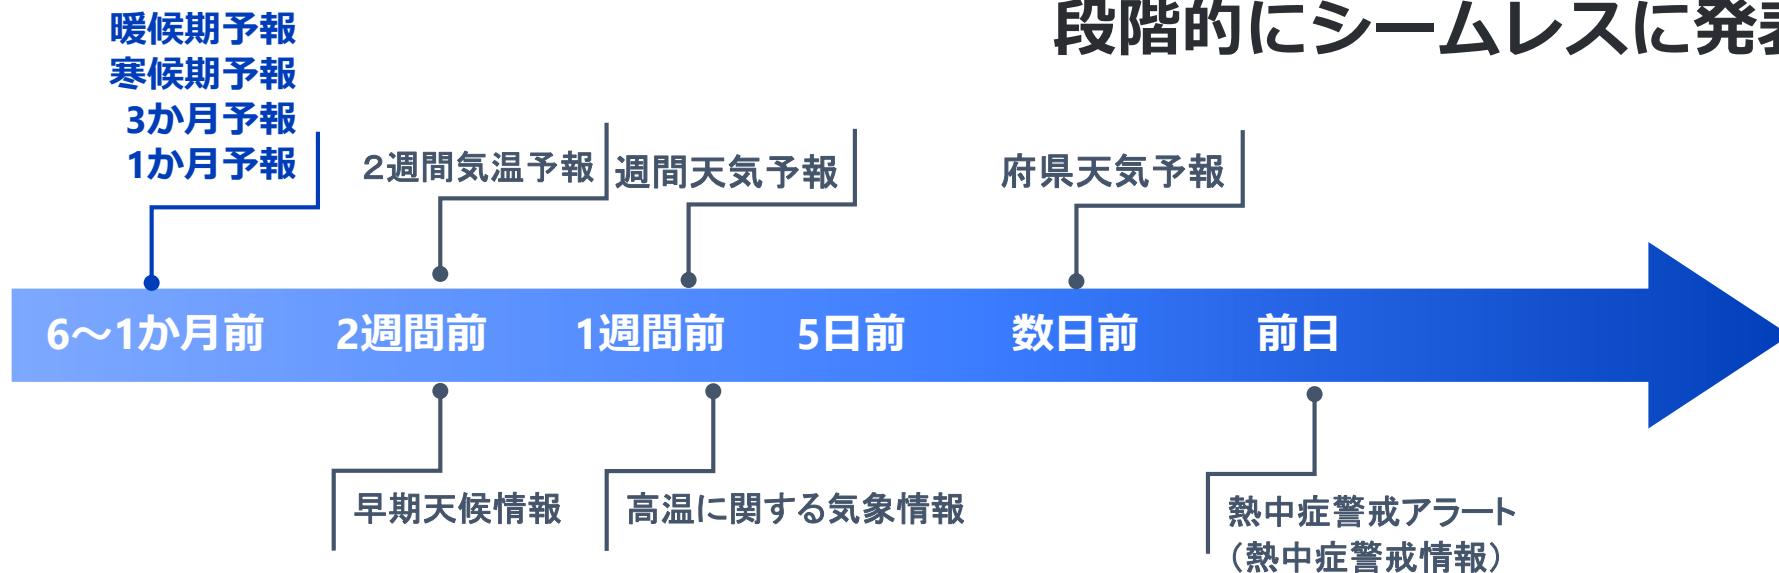 段階的にシームレスに発表
暖候期予報
寒候期予報
3か月予報
1か月予報
２週間気温予報
週間天気予報
府県天気予報
6～1か月前
2週間前
1週間前
5日前
数日前
前日
早期天候情報
高温に関する気象情報
熱中症警戒アラート
（熱中症警戒情報）